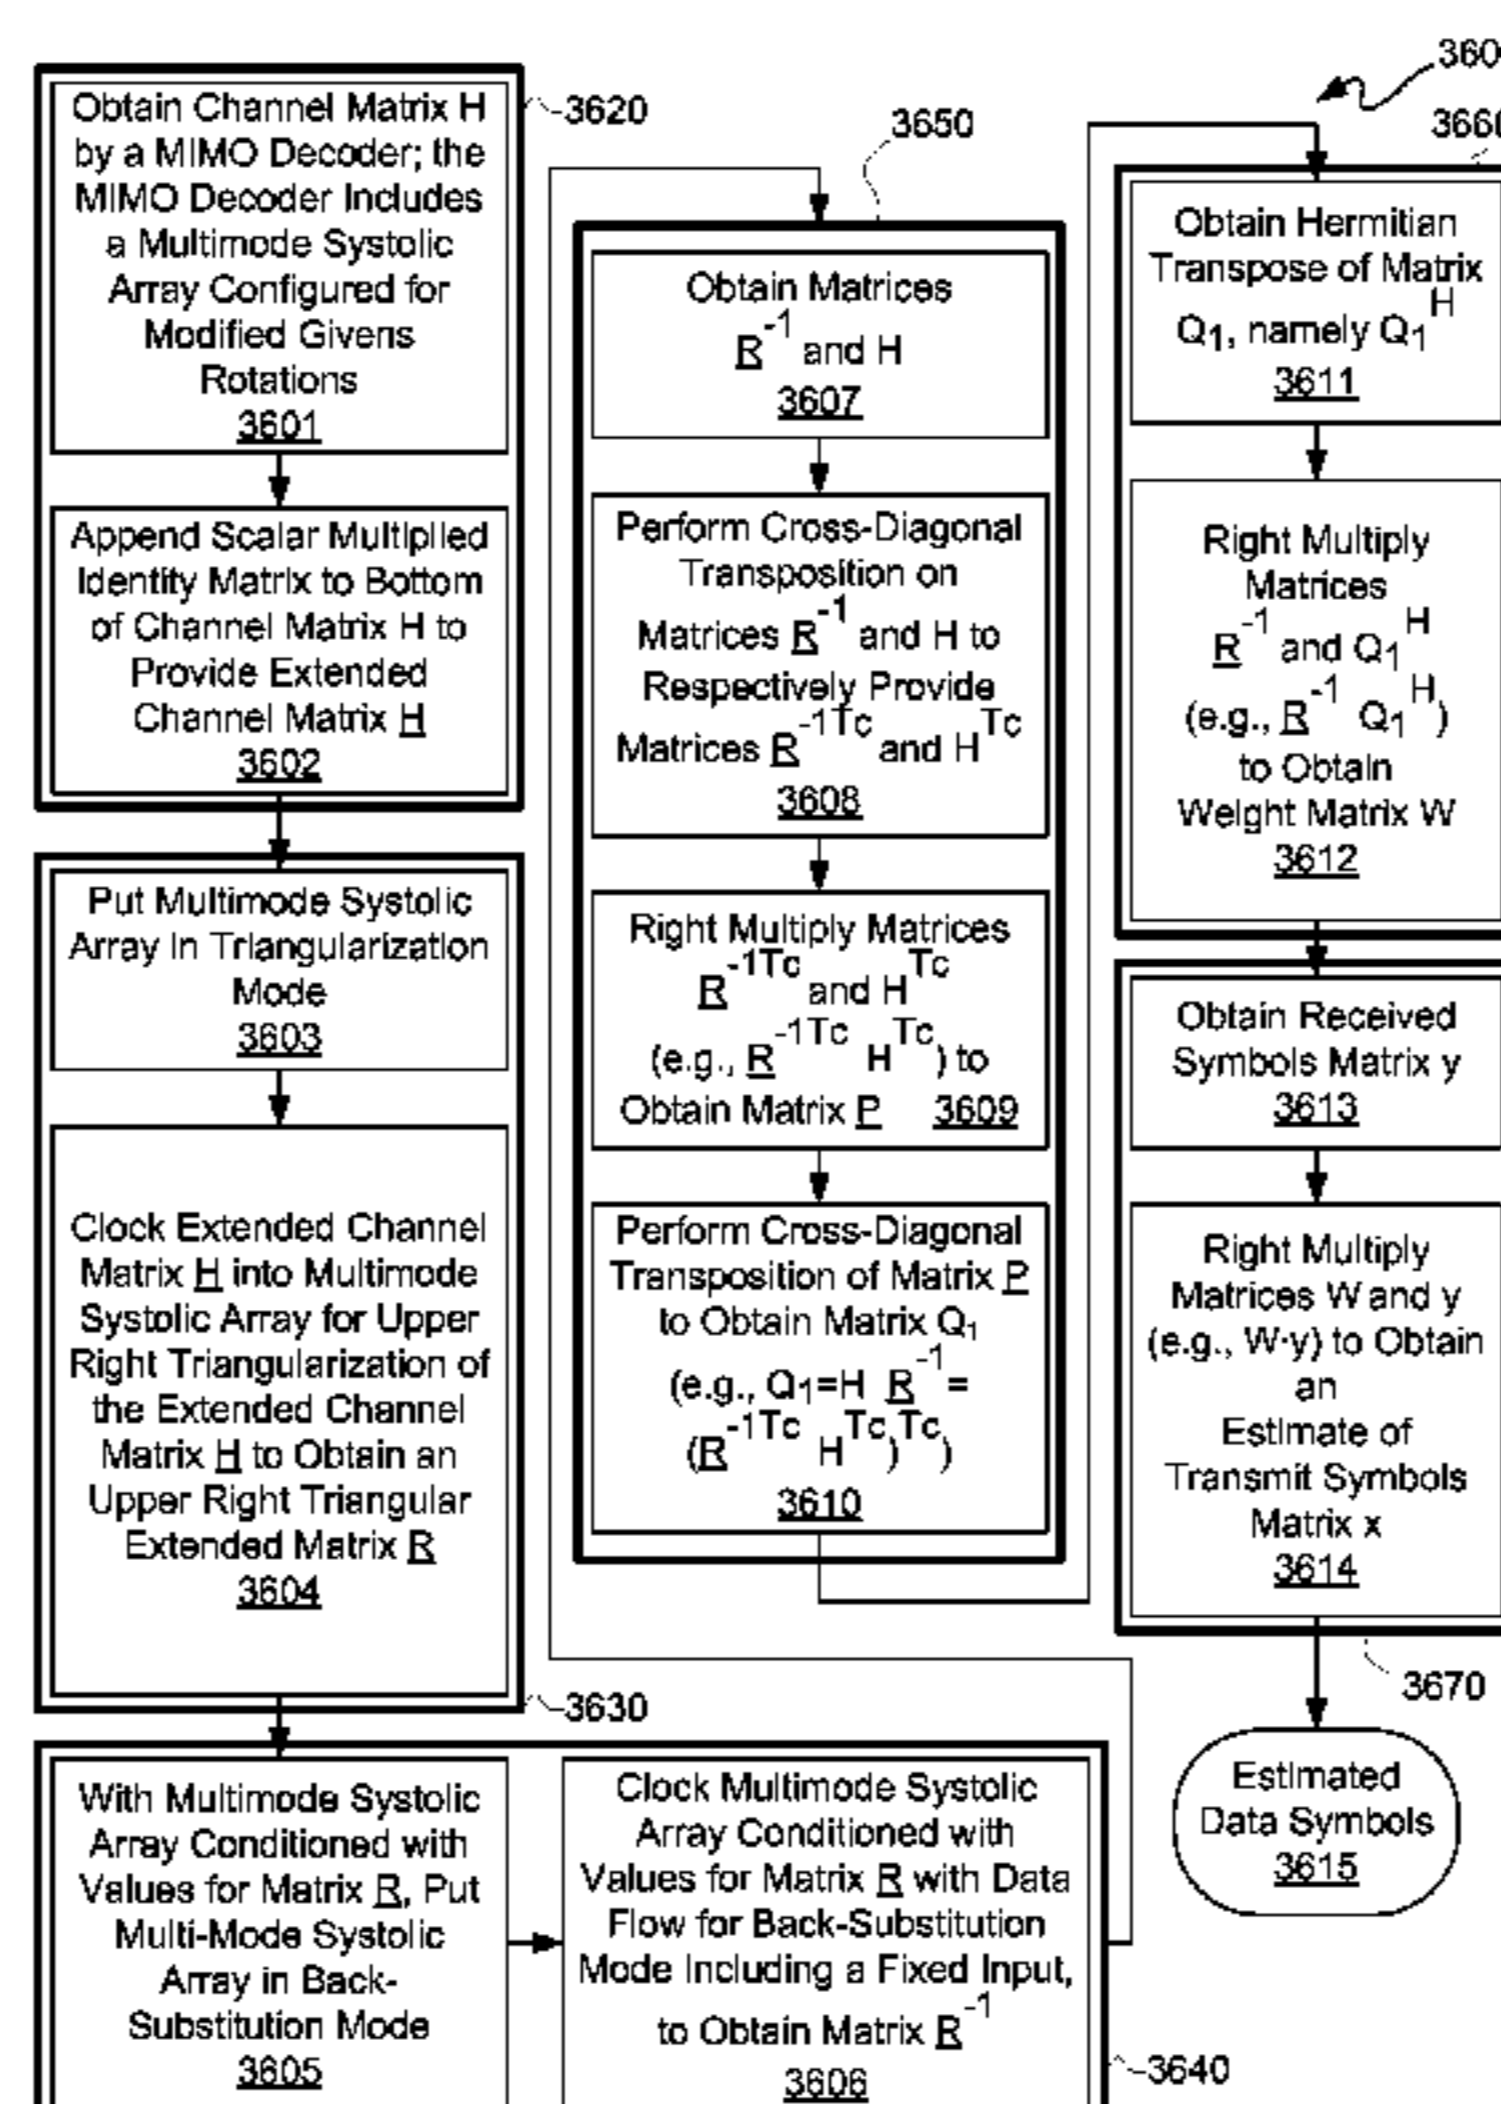 360
Obtain Channel Matrix H
by a MIMO Decoder; the
MIMO Decoder Includes
a Multimode Systolic
Array Configured for
Modified Givens
Rotations
3601
3620
Append Scalar Multiplied
Identity Matrix to Bottom
of Channel Matrix H to
Provide Extended
Channel Matrix H
3602
Put Multimode Systolic
Array in Triangularization
Mode
3603
Clock Extended Channel
Matrix H into Multimode
Systolic Array for Upper
Right Triangularization of
the Extended Channel
Matrix H to Obtain an
Upper Right Triangular
Extended Matrix R
3604
3630
With Multimode Systolic
Array Conditioned with
Values for Matrix R, Put
Multi-Mode Systolic
Array in Back-
Substitution Mode
3605
Clock Multimode Systolic
Array Conditioned with
Values for Matrix R with Data
Flow for Back-Substitution
Mode Including a Fixed Input,
to Obtain Matrix R^-1
3606
3640
3650
Obtain Matrices
R^-1 and H
3607
Perform Cross-Diagonal
Transposition on
Matrices R^-1 and H to
Respectively Provide
Matrices R^-1Tc and H^Tc
3608
Right Multiply Matrices
R^-1Tc and H^Tc
(e.g., R^-1Tc H^Tc) to
Obtain Matrix P 3609
Perform Cross-Diagonal
Transposition of Matrix P
to Obtain Matrix Q1
(e.g., Q1=H R^-1=
(R^-1Tc H^Tc)^Tc)
3610
3660
Obtain Hermitian
Transpose of Matrix
Q1, namely Q1^H
3611
Right Multiply
Matrices
R^-1 and Q1^H
(e.g., R^-1 Q1^H)
to Obtain
Weight Matrix W
3612
Obtain Received
Symbols Matrix y
3613
Right Multiply
Matrices W and y
(e.g., W·y) to Obtain
an
Estimate of
Transmit Symbols
Matrix x
3614
3670
Estimated
Data Symbols
3615